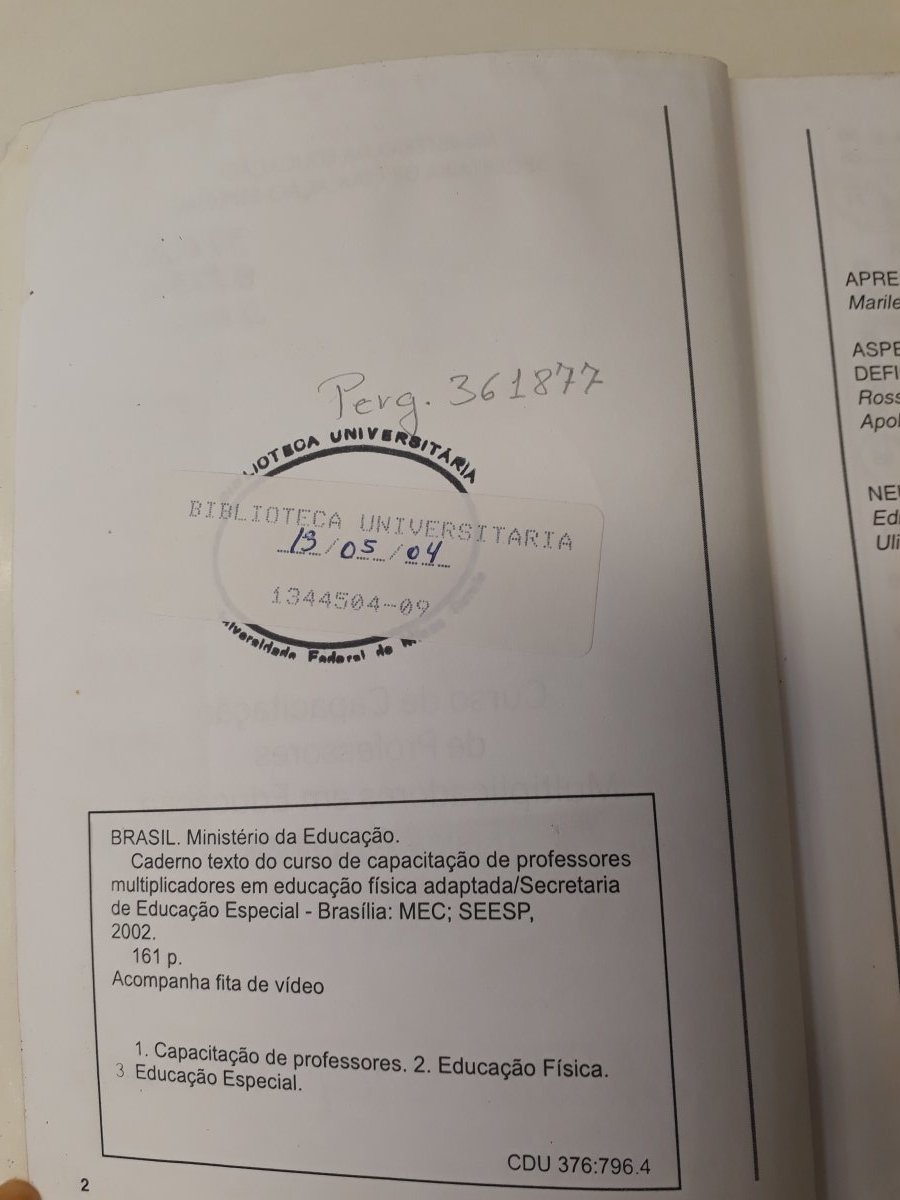 Perg. 361877
UNIVERSITÁRIA
BIBLIOTECA UNIVERSITARIA
13/05/04
1344504-09
Federal de
BRASIL. Ministério da Educação.
Caderno texto do curso de capacitação de professores
multiplicadores em educação física adaptada/Secretaria
de Educação Especial - Brasília: MEC; SEESP,
2002.
161 p.
Acompanha fita de vídeo
1. Capacitação de professores. 2. Educação Física.
3 Educação Especial.
CDU 376:796.4
2
APRE
Marile
ASPE
DEFI
Ross
Apol
Uli